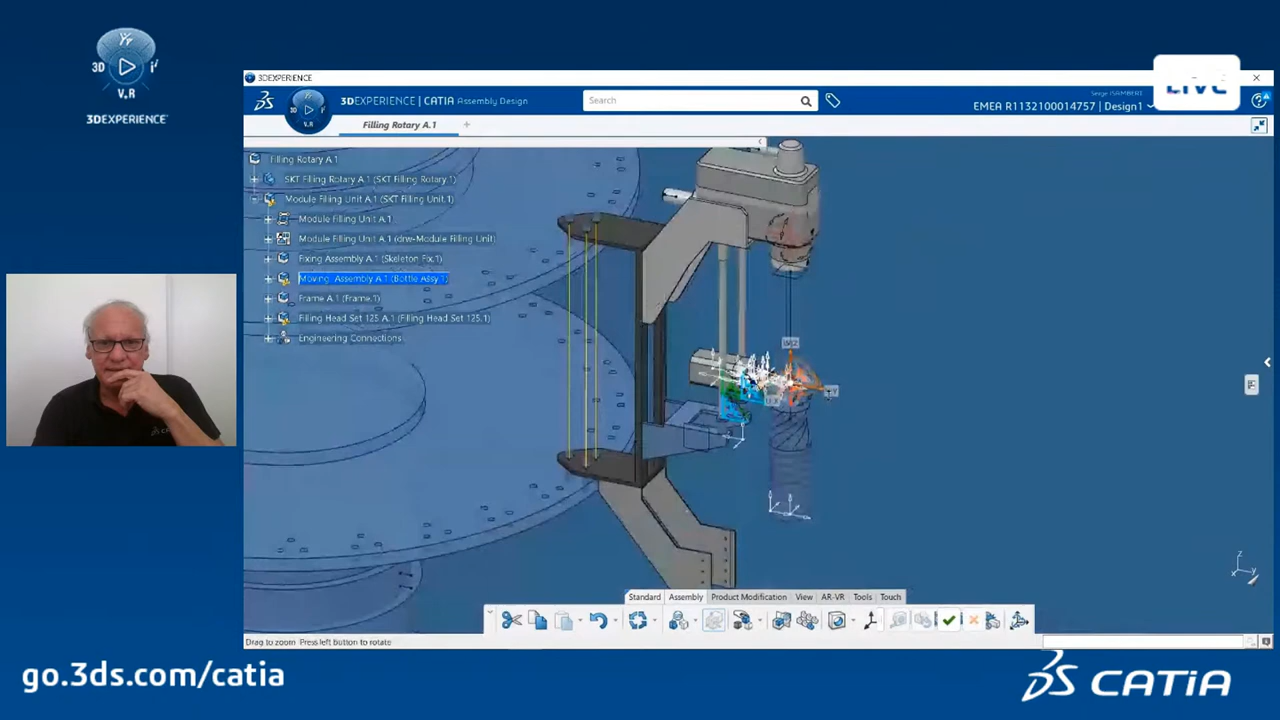 3D
V.R
3DEXPERIENCE
3DEXPERIENCE
LIVE
3DEXPERIENCE | CATIA Assembly Design
Search
Serge ISAMBERT
EMEA R1132100014757 | Design1
Filling Rotary A.1
+
Filling Rotary A.1
SKT Filling Rotary A.1 (SKT Filling Rotary.1)
Module Filling Unit A.1 (SKT Filling Unit.1)
Module Filling Unit A.1
Module Filling Unit A.1 (drw-Module Filling Unit)
Fixing Assembly A.1 (Skeleton Fix.1)
Moving Assembly A.1 (Bottle Assy.1)
Frame A.1 (Frame.1)
Filling Head Set 125 A.1 (Filling Head Set 125.1)
Engineering Connections
Standard Assembly Product Modification View AR-VR Tools Touch
Drag to zoom Press left button to rotate
go.3ds.com/catia
CATIA